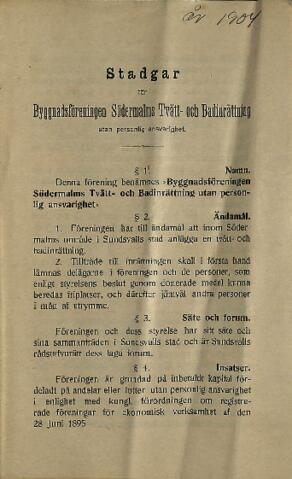 år 1904
Stadgar
för
Byggnadsföreningen Södermalms Tvätt- och Badinrättning
utan personlig ansvarighet.
§ 1. Namn.
Denna förening benämnes »Byggnadsföreningen
Södermalms Tvätt- och Badinrättning utan person-
lig ansvarighet»
§ 2. Ändamål.
1. Föreningen har till ändamål att inom Söder
malms område i Sundsvalls stad anlägga en tvätt- och
badinrättning.
2. Tillträde till inrättningen skall i första hand
lämnas delägarne i föreningen och de personer, som
enligt styrelsens beslut genom
beredas friplatser, och därefter jämväl andra personer
i mån af utrymme.
§ 3. Säte och forum.
Föreningen och dess styrelse har sitt säte och
sina sammanträden i Sundsvalls stad och är Sundsvalls
rådstufvurätt dess laga forum.
§ 4. Insatser.
Föreningen är grundad på inbetaldt kapital för-
deladt på andelar eller lotter utan personlig ansvarighet
i enlighet med kungl. förordningen om registre-
rade föreningar för ekonomisk verksamhet af den
28 Juni 1895